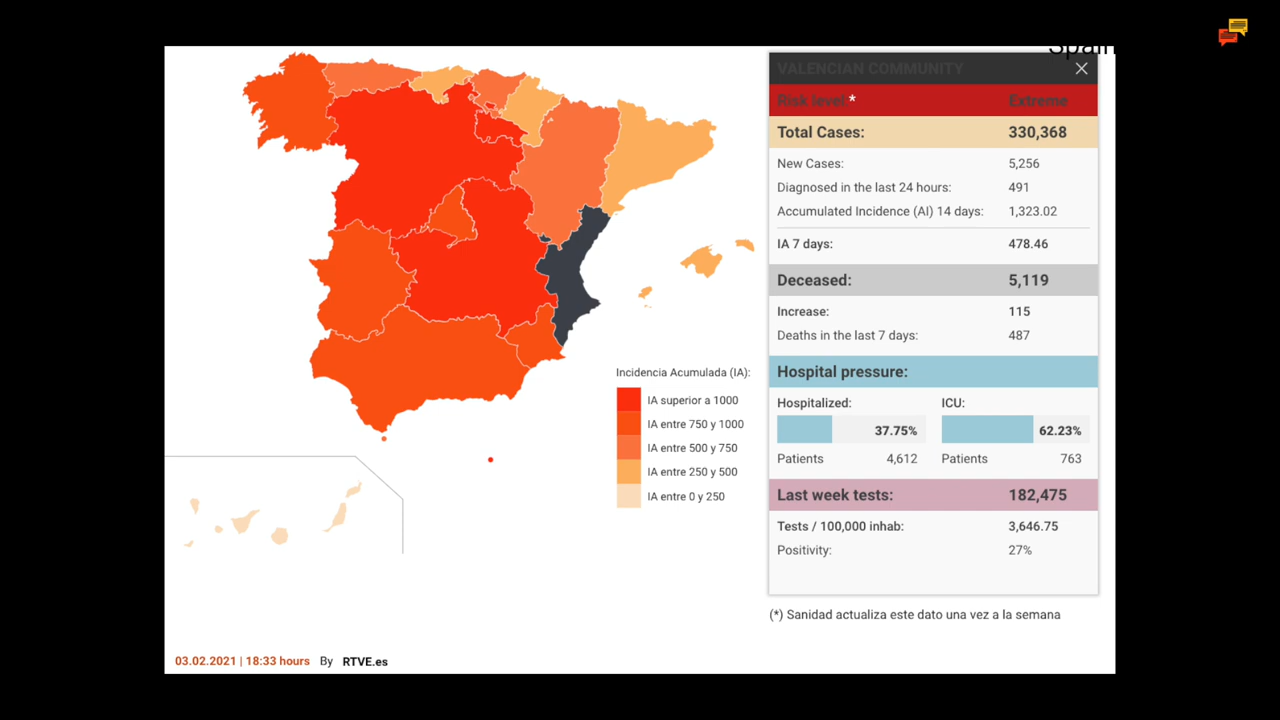 Spain
VALENCIAN COMMUNITY
Risk level:* Extreme
Total Cases: 330,368
New Cases: 5,256
Diagnosed in the last 24 hours: 491
Accumulated Incidence (AI) 14 days: 1,323.02
IA 7 days: 478.46
Deceased: 5,119
Increase: 115
Deaths in the last 7 days: 487
Hospital pressure:
Hospitalized: ICU:
37.75% 62.23%
Patients 4,612 Patients 763
Last week tests: 182,475
Tests / 100,000 inhab: 3,646.75
Positivity: 27%
(*) Sanidad actualiza este dato una vez a la semana
Incidencia Acumulada (IA):
IA superior a 1000
IA entre 750 y 1000
IA entre 500 y 750
IA entre 250 y 500
IA entre 0 y 250
03.02.2021 | 18:33 hours By RTVE.es